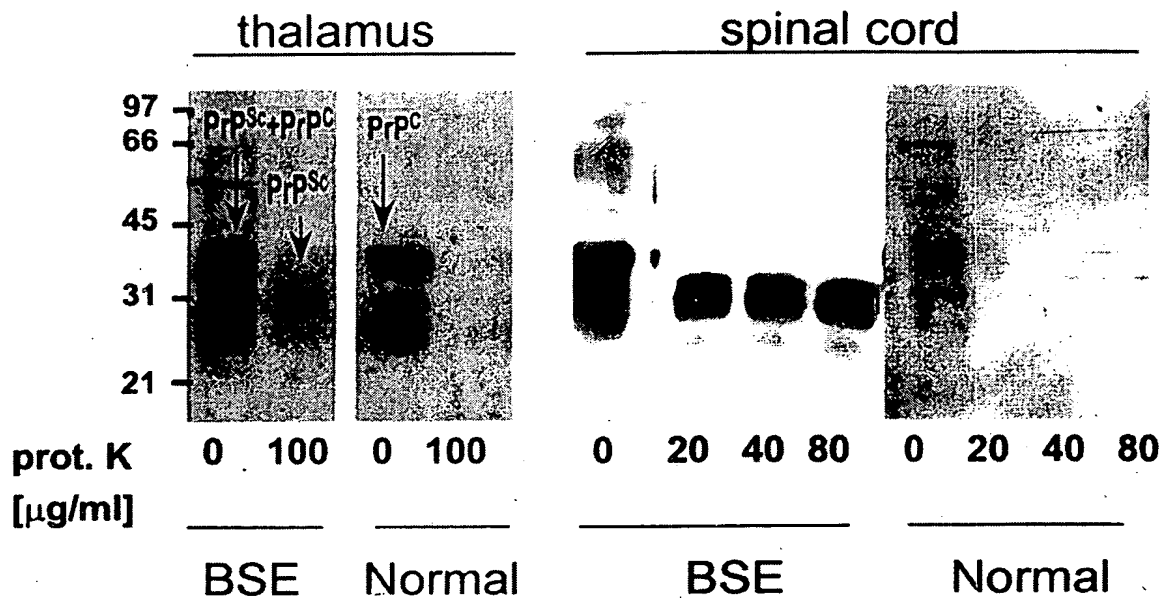 thalamus
spinal cord
97
66
45
31
21
PrPSc+PrPC
PrPSc
PrPC
prot. K 0 100 0 100 0 20 40 80 0 20 40 80
[µg/ml]
BSE Normal BSE Normal